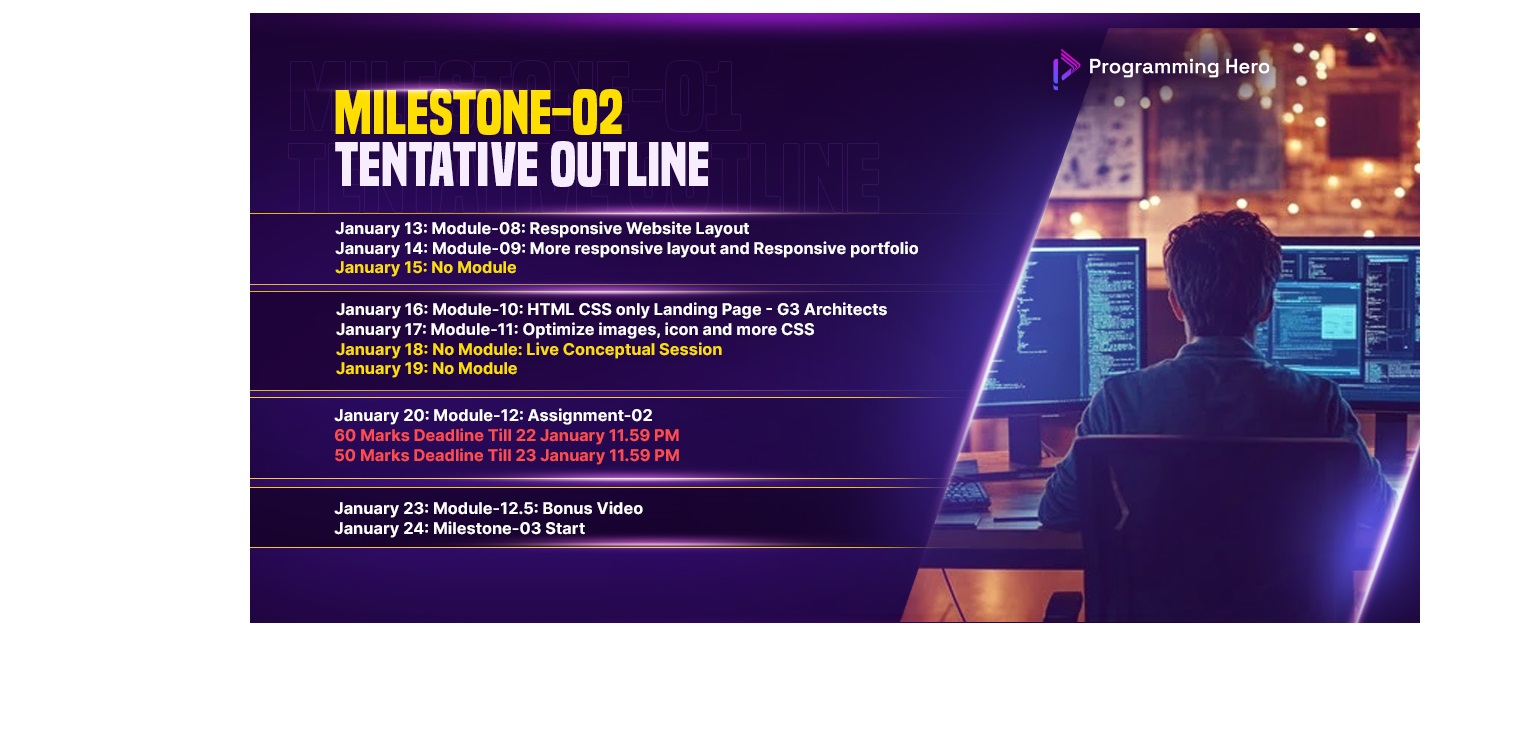 Programming Hero
MILESTONE-01
TENTATIVE OUTLINE
MILESTONE-02
TENTATIVE OUTLINE
January 13: Module-08: Responsive Website Layout
January 14: Module-09: More responsive layout and Responsive portfolio
January 15: No Module
January 16: Module-10: HTML CSS only Landing Page - G3 Architects
January 17: Module-11: Optimize images, icon and more CSS
January 18: No Module: Live Conceptual Session
January 19: No Module
January 20: Module-12: Assignment-02
60 Marks Deadline Till 22 January 11.59 PM
50 Marks Deadline Till 23 January 11.59 PM
January 23: Module-12.5: Bonus Video
January 24: Milestone-03 Start